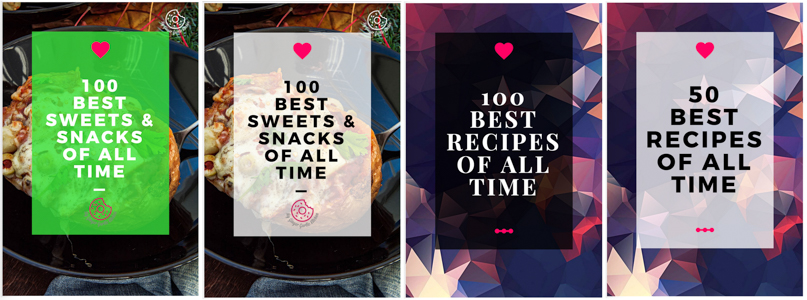 100
BEST
SWEETS &
SNACKS
OF ALL
TIME
100
BEST
SWEETS &
SNACKS
OF ALL
TIME
100
BEST
RECIPES
OF ALL
TIME
50
BEST
RECIPES
OF ALL
TIME